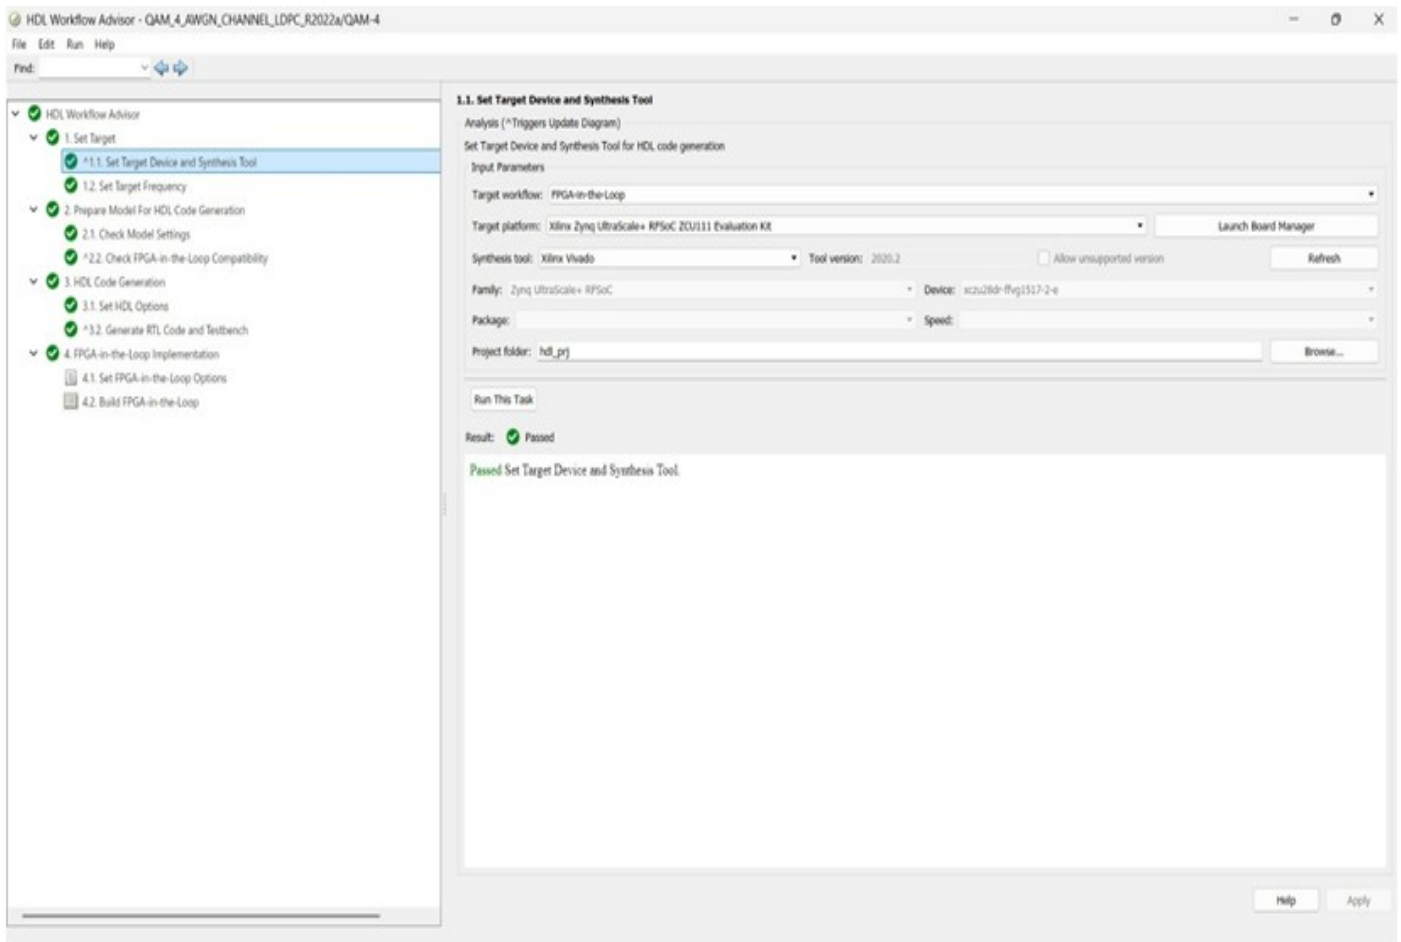 HDL Workflow Advisor - QAM_4_AWGN_CHANNEL_LDPC_R2022a/QAM-4
File Edit Run Help
Find:
HDL Workflow Advisor
1. Set Target
^1.1. Set Target Device and Synthesis Tool
1.2. Set Target Frequency
2. Prepare Model For HDL Code Generation
2.1. Check Model Settings
^2.2. Check FPGA-in-the-Loop Compatibility
3. HDL Code Generation
3.1. Set HDL Options
^3.2. Generate RTL Code and Testbench
4. FPGA-in-the-Loop Implementation
4.1. Set FPGA-in-the-Loop Options
4.2. Build FPGA-in-the-Loop
1.1. Set Target Device and Synthesis Tool
Analysis (^Triggers Update Diagram)
Set Target Device and Synthesis Tool for HDL code generation
Input Parameters
Target workflow: FPGA-in-the-Loop
Target platform: Xilinx Zynq UltraScale+ RFSoC ZCU111 Evaluation Kit Launch Board Manager
Synthesis tool: Xilinx Vivado Tool version: 2020.2 Allow unsupported version Refresh
Family: Zynq UltraScale+ RFSoC Device: xczu28dr-ffvg1517-2-e
Package: Speed:
Project folder: hdl_prj Browse...
Run This Task
Result: Passed
Passed Set Target Device and Synthesis Tool.
Help Apply